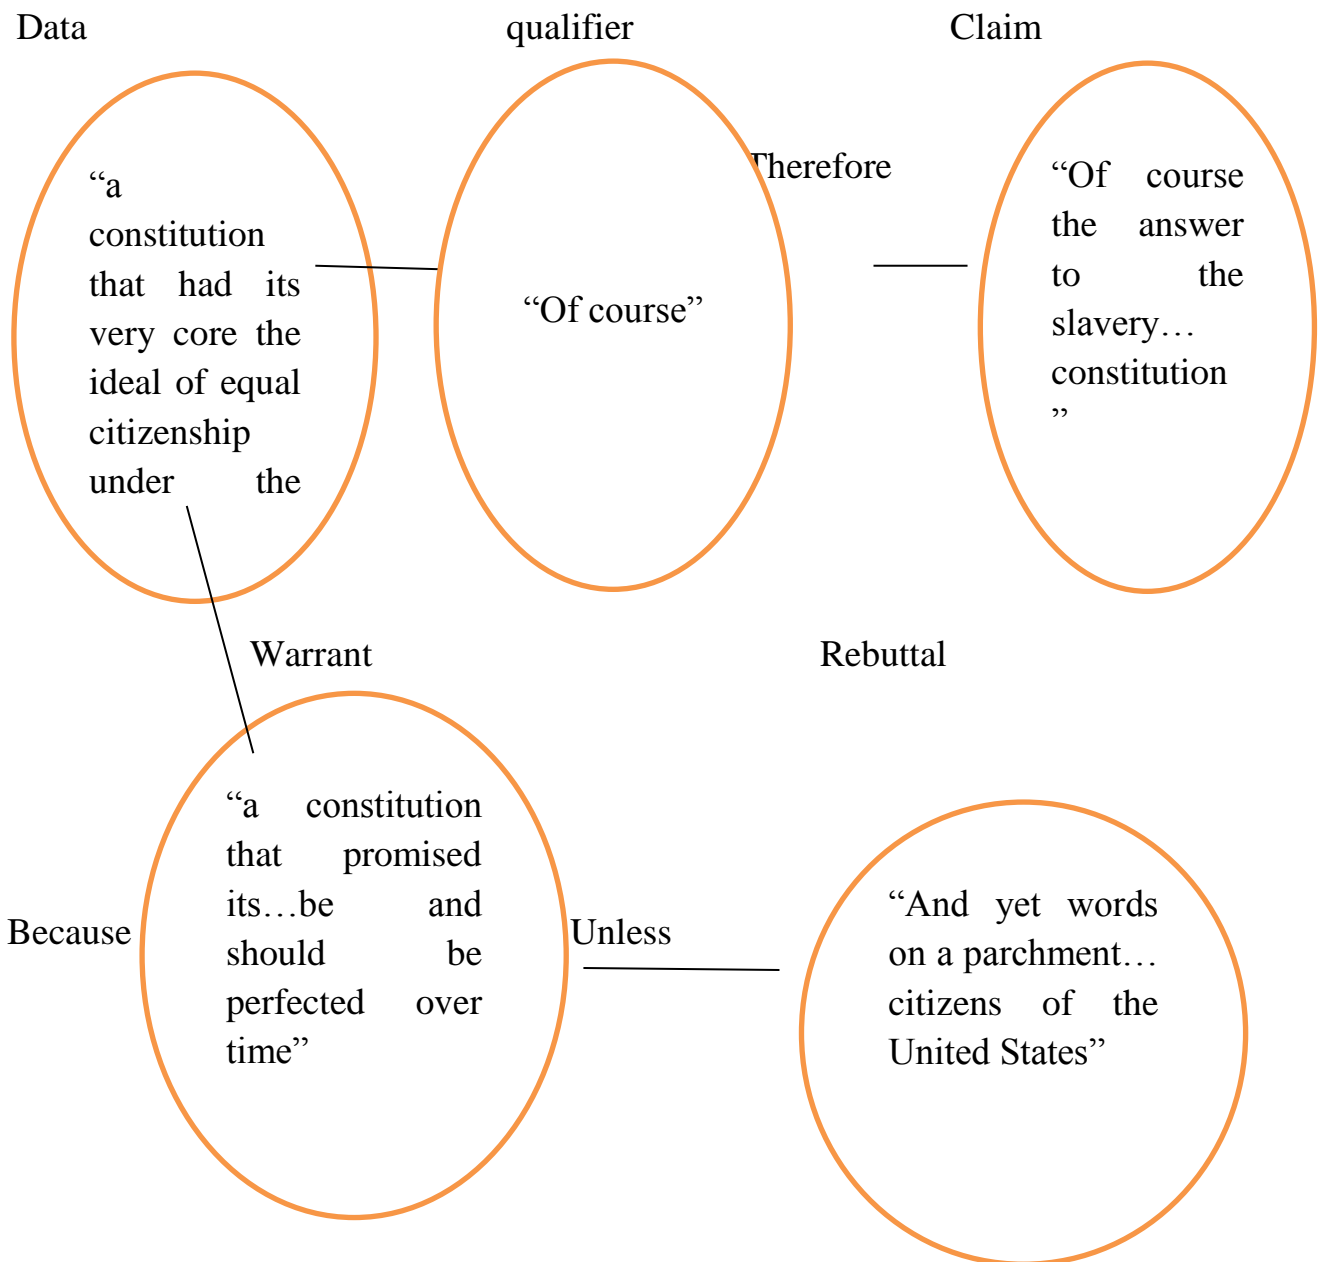 Data
qualifier
Claim
“a
constitution
that had its
very core the
ideal of equal
citizenship
under the
“Of course”
Therefore
“Of course
the answer
to the
slavery…
constitution
”
Warrant
Rebuttal
Because
“a constitution
that promised
its…be and
should be
perfected over
time”
Unless
“And yet words
on a parchment…
citizens of the
United States”